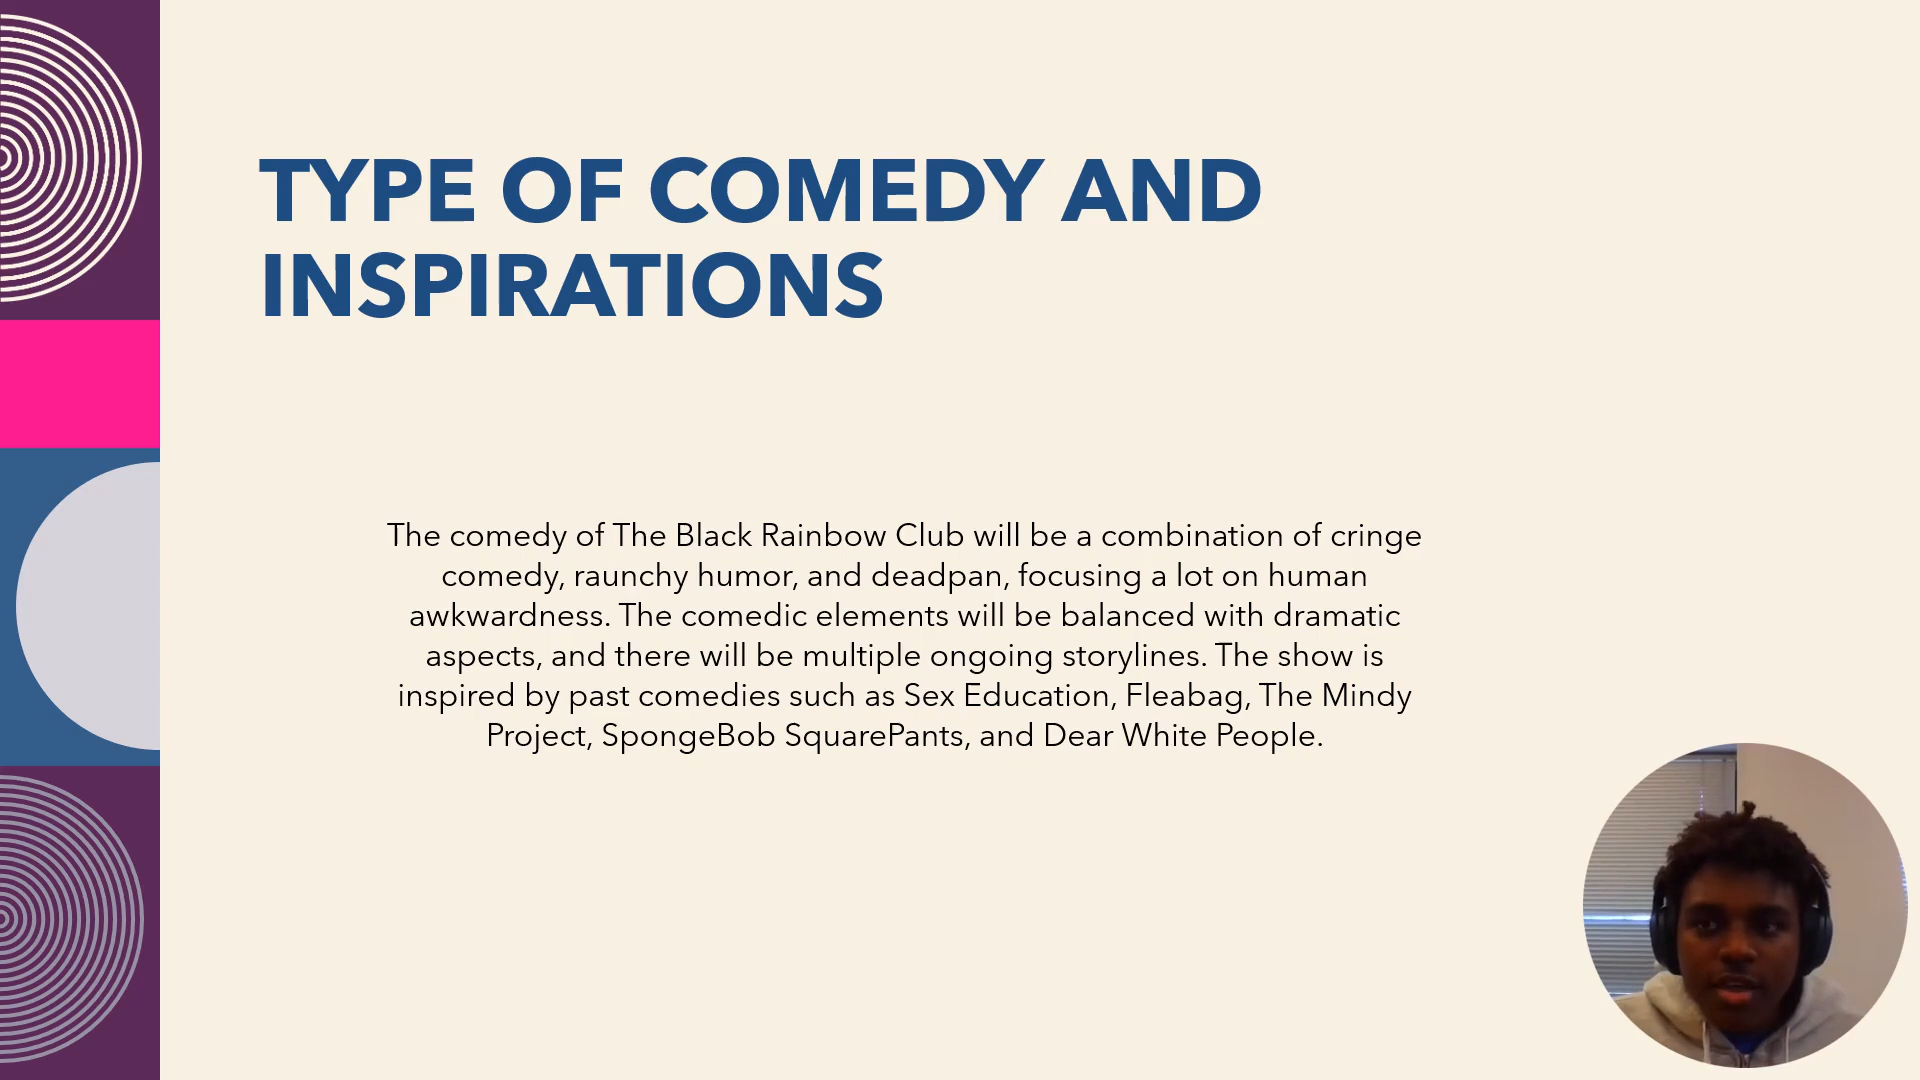 TYPE OF COMEDY AND
INSPIRATIONS
The comedy of The Black Rainbow Club will be a combination of cringe
comedy, raunchy humor, and deadpan, focusing a lot on human
awkwardness. The comedic elements will be balanced with dramatic
aspects, and there will be multiple ongoing storylines. The show is
inspired by past comedies such as Sex Education, Fleabag, The Mindy
Project, SpongeBob SquarePants, and Dear White People.